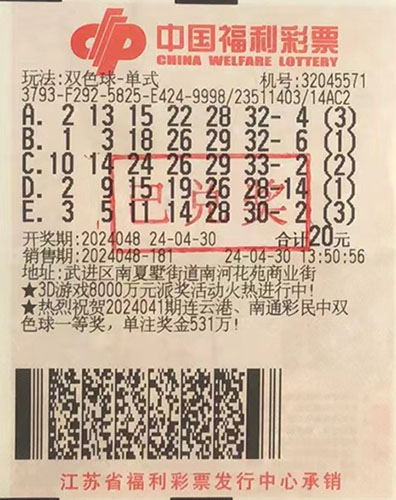 中国福利彩票
CHINA WELFARE LOTTERY
玩法:双色球-单式 机号:32045571
3793-F292-5825-E424-9998/23511403/14AC2
A. 2 13 15 22 28 32- 4 (3)
B. 1 3 18 26 29 32- 6 (1)
C. 10 14 24 26 29 33- 2 (2)
D. 2 9 15 19 26 28-14 (1)
E. 3 5 11 14 28 30- 2 (3)
已兑奖
开奖期:2024048 24-04-30 合计20元
销售期:2024048-181 24-04-30 13:50:56
地址:武进区南夏墅街道南河花苑商业街
★3D游戏8000万元派奖活动火热进行中!
★热烈祝贺2024041期连云港、南通彩民中双
色球一等奖,单注奖金531万!
江苏省福利彩票发行中心承销